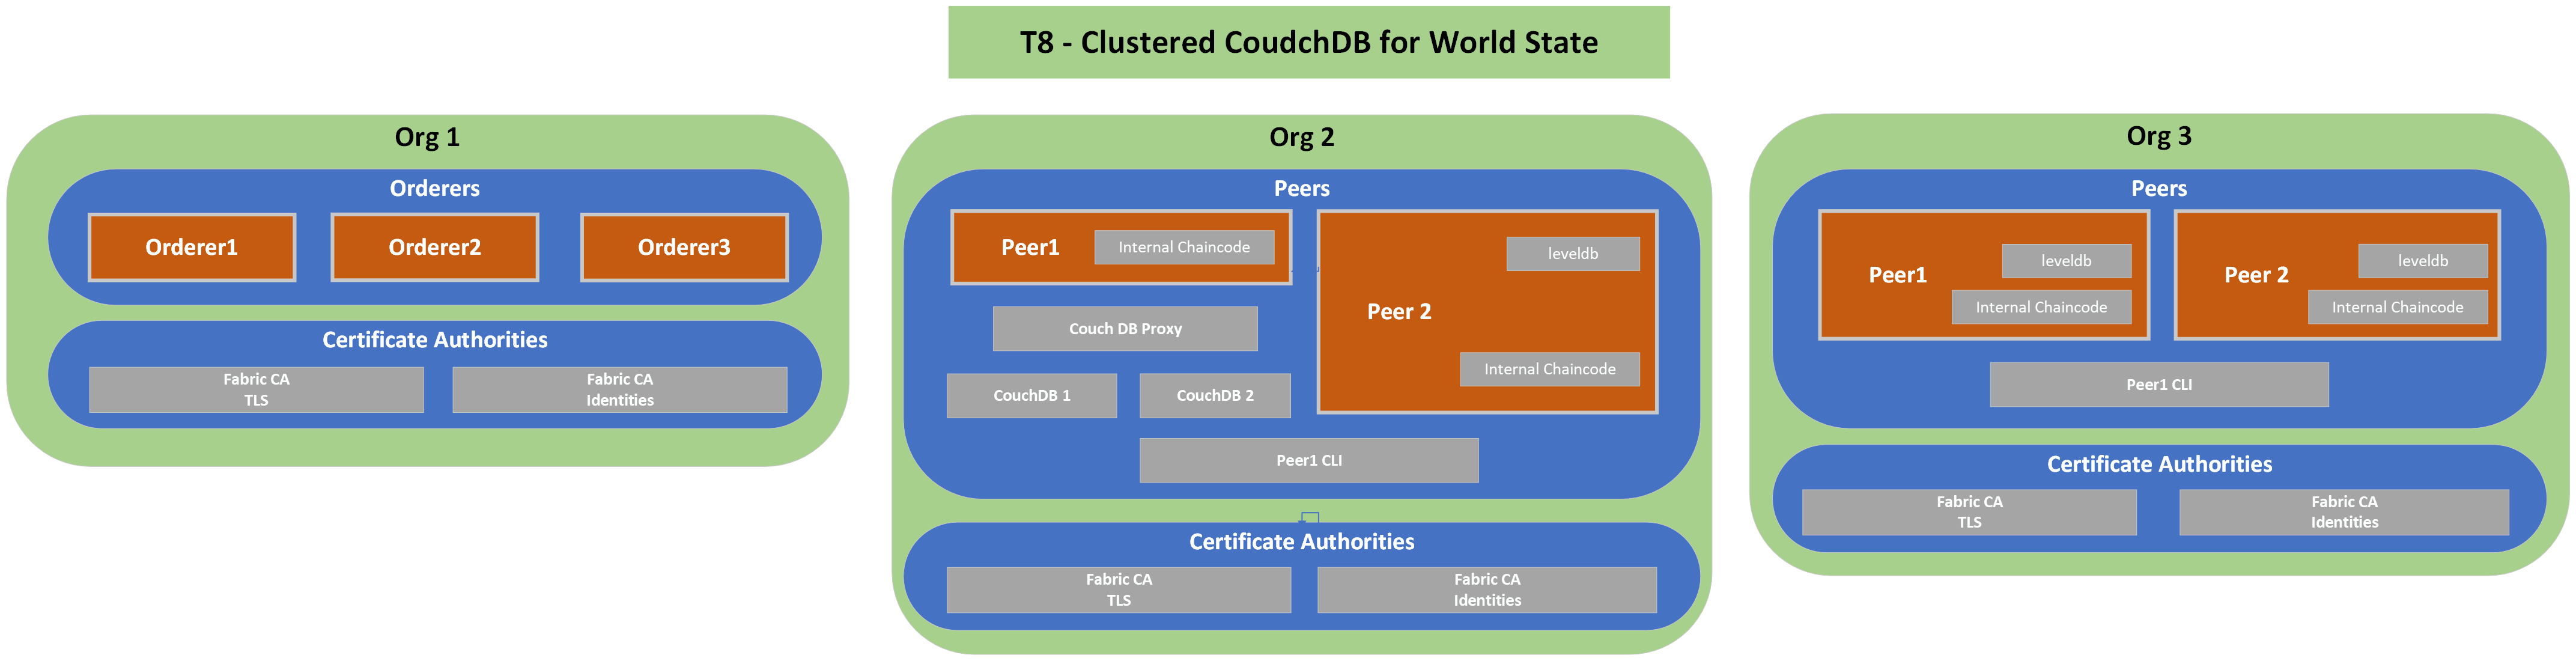 T8 - Clustered CoudchDB for World State
Org 1
Orderers
Orderer1
Orderer2
Orderer3
Certificate Authorities
Fabric CA
TLS
Fabric CA
Identities
Org 2
Peers
Peer1
Internal Chaincode
Couch DB Proxy
CouchDB 1
CouchDB 2
leveldb
Peer 2
Internal Chaincode
Peer1 CLI
Certificate Authorities
Fabric CA
TLS
Fabric CA
Identities
Org 3
Peers
Peer1
leveldb
Internal Chaincode
Peer 2
leveldb
Internal Chaincode
Peer1 CLI
Certificate Authorities
Fabric CA
TLS
Fabric CA
Identities